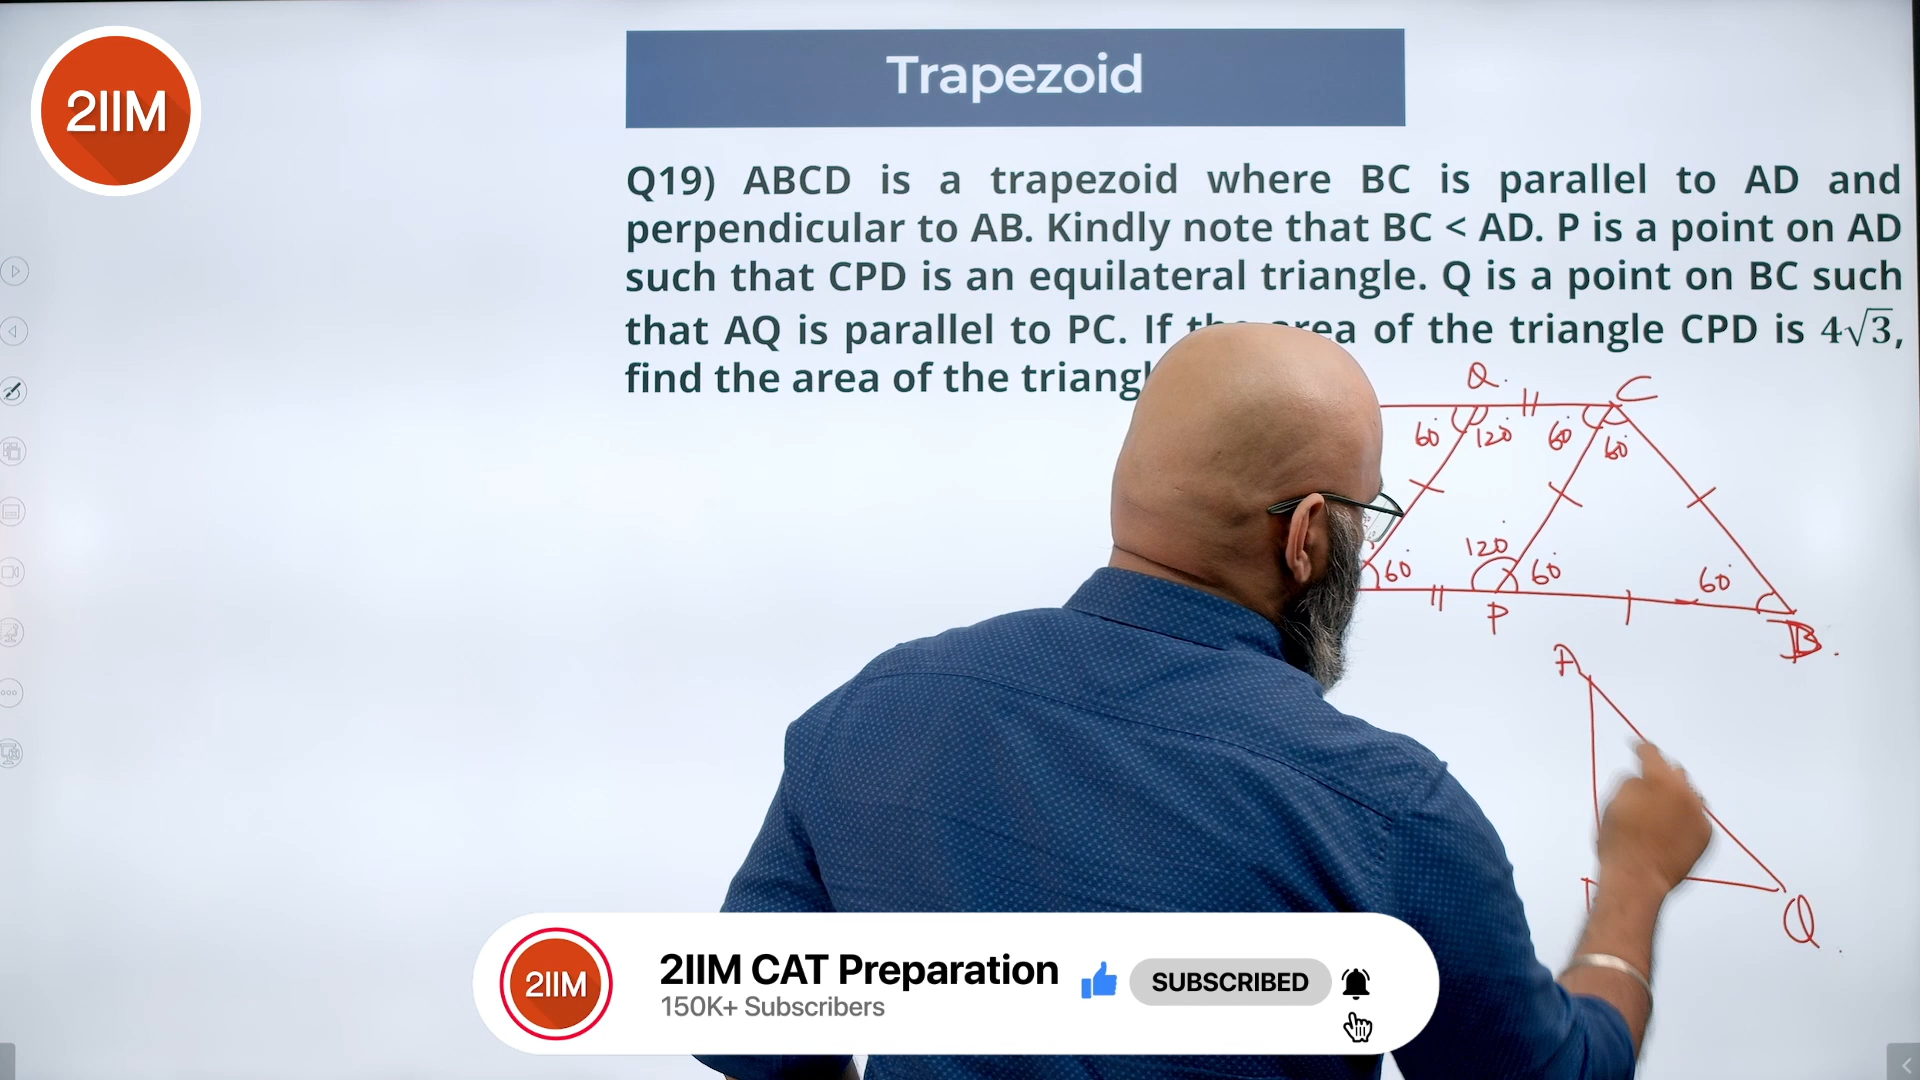 2IIM
Trapezoid
Q19) ABCD is a trapezoid where BC is parallel to AD and
perpendicular to AB. Kindly note that BC < AD. P is a point on AD
such that CPD is an equilateral triangle. Q is a point on BC such
that AQ is parallel to PC. If area of the triangle CPD is 4√3,
find the area of the
Q.
C
60° 120° 60° 60°
60° 120° 60° 60°
P
D.
A
Q
2IIM
2IIM CAT Preparation
SUBSCRIBED
150K+ Subscribers